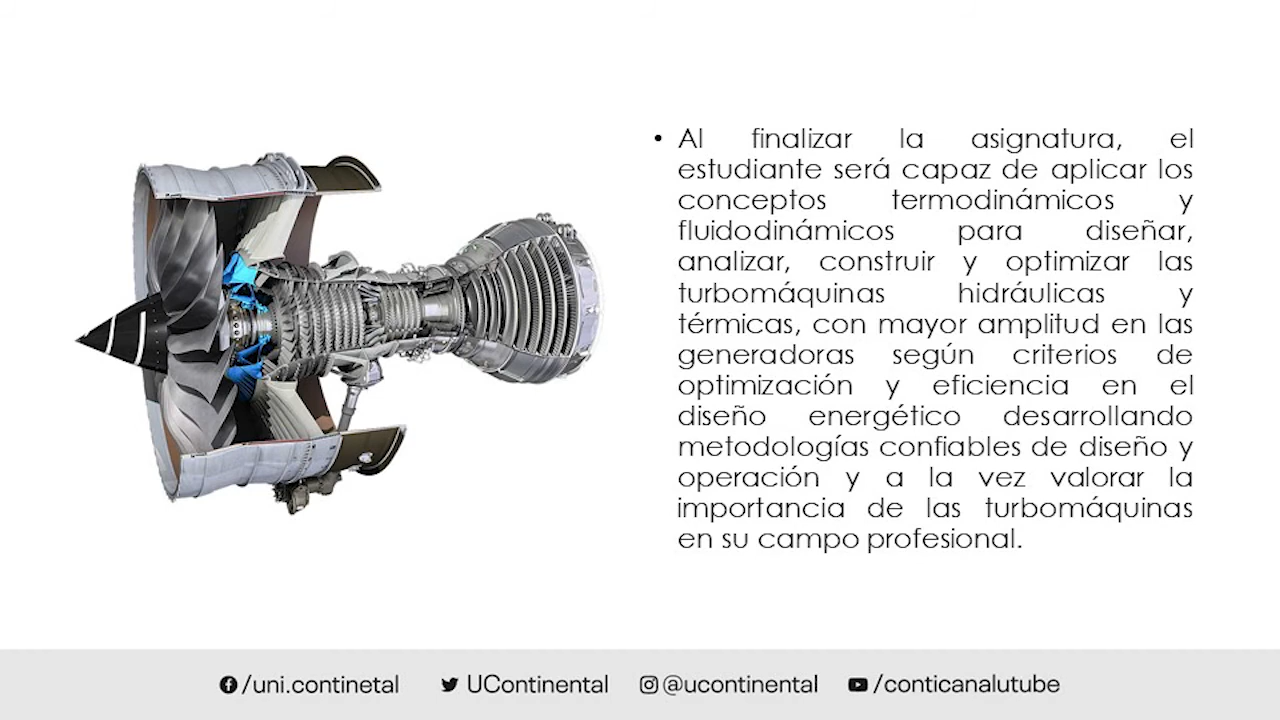 • Al finalizar la asignatura, el
estudiante será capaz de aplicar los
conceptos termodinámicos y
fluidodinámicos para diseñar,
analizar, construir y optimizar las
turbomáquinas hidráulicas y
térmicas, con mayor amplitud en las
generadoras según criterios de
optimización y eficiencia en el
diseño energético desarrollando
metodologías confiables de diseño y
operación y a la vez valorar la
importancia de las turbomáquinas
en su campo profesional.
/uni.continetal UContinental @ucontinental /conticanalutube